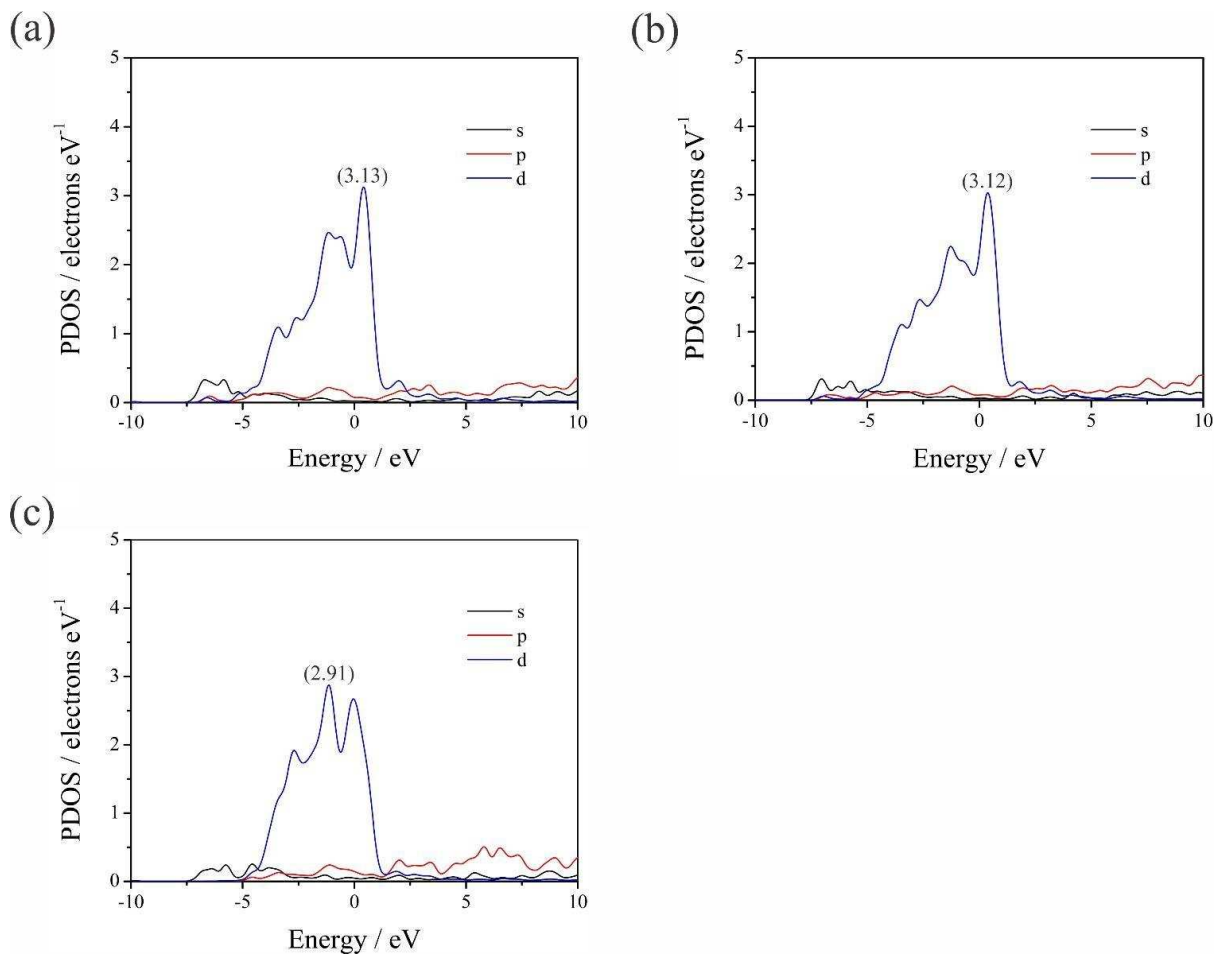 (a)
5
4
3
2
1
0
(3.13)
s
p
d
PDOS / electrons eV⁻¹
-10
-5
0
5
10
Energy / eV
(b)
5
4
3
2
1
0
(3.12)
s
p
d
PDOS / electrons eV⁻¹
-10
-5
0
5
10
Energy / eV
(c)
5
4
3
2
1
0
(2.91)
s
p
d
PDOS / electrons eV⁻¹
-10
-5
0
5
10
Energy / eV